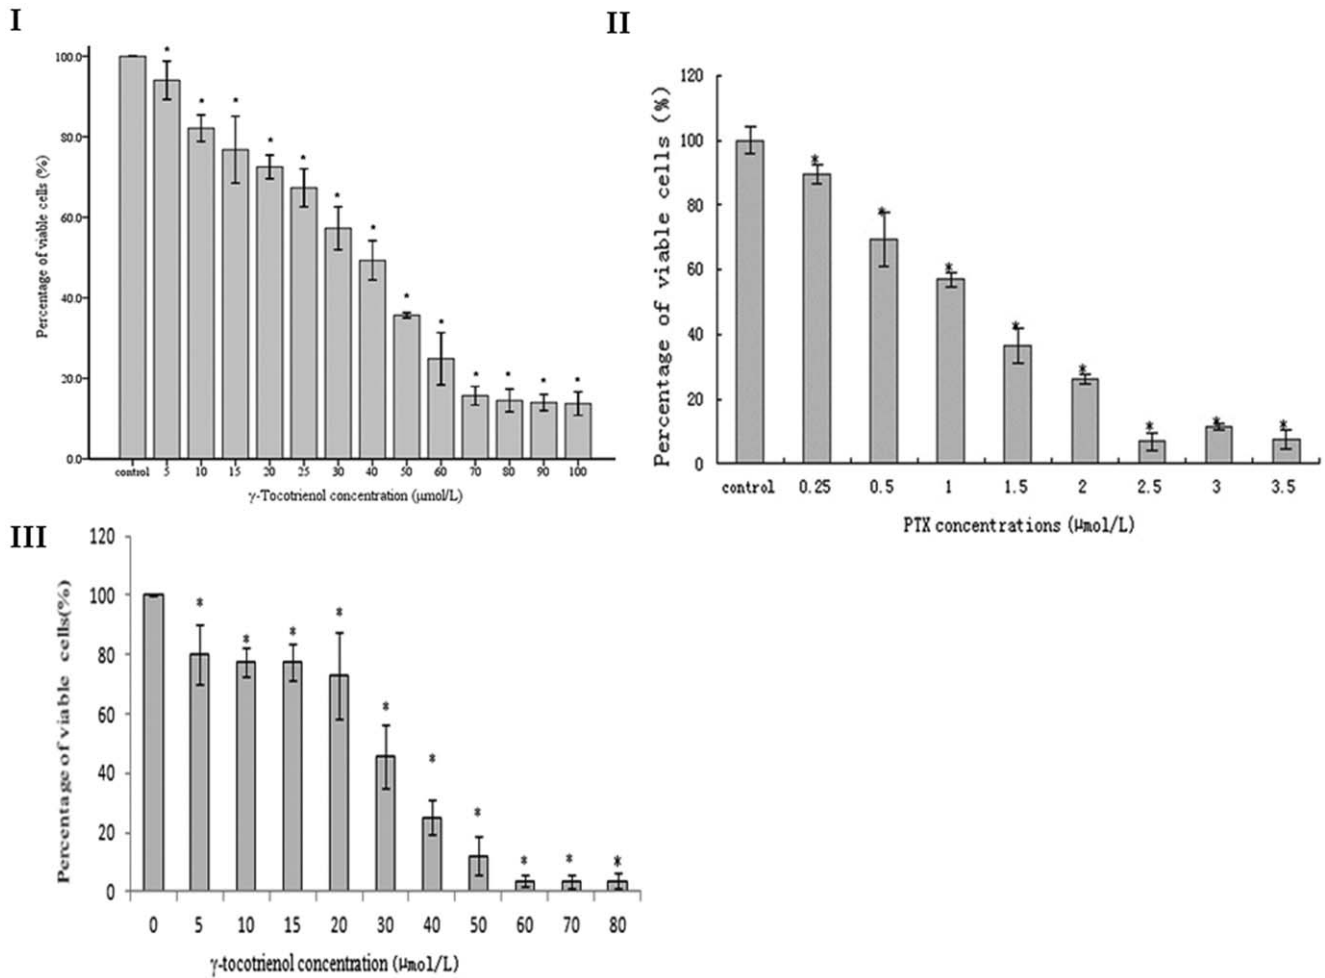 I
Percentage of viable cells (%)
100.0
80.0
60.0
40.0
20.0
0.0
* * * * * * * * * * * * *
control 5 10 15 20 25 30 40 50 60 70 80 90 100
γ-Tocotrienol concentration (μmol/L)
II
Percentage of viable cells (%)
120
100
80
60
40
20
0
* * * * * * * *
control 0.25 0.5 1 1.5 2 2.5 3 3.5
PTX concentrations (μmol/L)
III
Percentage of viable cells(%)
120
100
80
60
40
20
0
* * * * * * * * * *
0 5 10 15 20 30 40 50 60 70 80
γ-tocotrienol concentration (μmol/L)